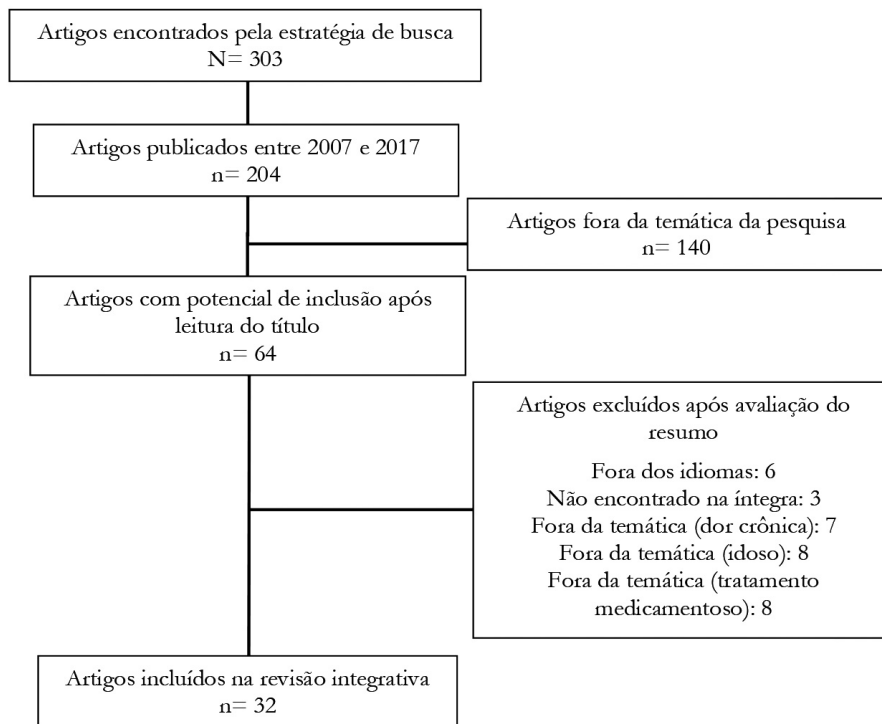 Artigos encontrados pela estratégia de busca
N= 303
Artigos publicados entre 2007 e 2017
n= 204
Artigos fora da temática da pesquisa
n= 140
Artigos com potencial de inclusão após
leitura do título
n= 64
Artigos excluídos após avaliação do
resumo
Fora dos idiomas: 6
Não encontrado na íntegra: 3
Fora da temática (dor crônica): 7
Fora da temática (idoso): 8
Fora da temática (tratamento
medicamentoso): 8
Artigos incluídos na revisão integrativa
n= 32